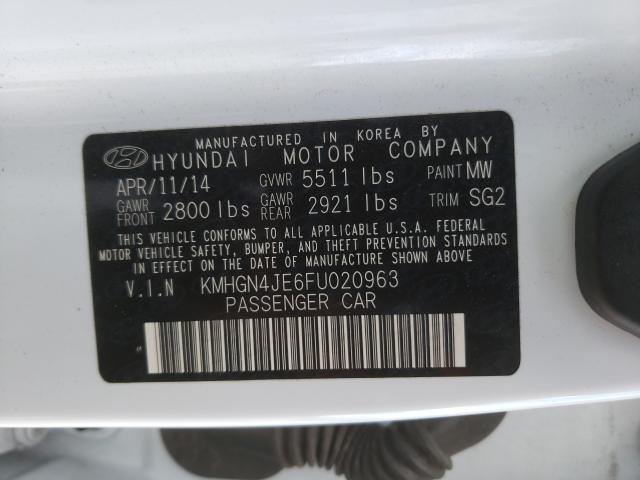 MANUFACTURED IN KOREA BY
HYUNDAI MOTOR COMPANY
APR/11/14 GVWR 5511 lbs PAINT MW
GAWR FRONT 2800 lbs GAWR REAR 2921 lbs TRIM SG2
THIS VEHICLE CONFORMS TO ALL APPLICABLE U.S.A. FEDERAL
MOTOR VEHICLE SAFETY, BUMPER, AND THEFT STANDARDS
IN EFFECT ON THE DATE OF MANUFACTURE SHOWN ABOVE
V.I.N KMHGN4JE6FU020963
PASSENGER CAR